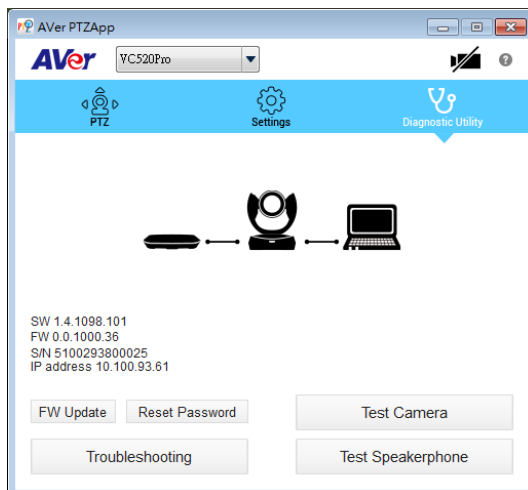 AVer PTZApp
AVer
VC520Pro
?
PTZ
Settings
Diagnostic Utility
SW 1.4.1098.101
FW 0.0.1000.36
S/N 5100293800025
IP address 10.100.93.61
FW Update
Reset Password
Test Camera
Troubleshooting
Test Speakerphone